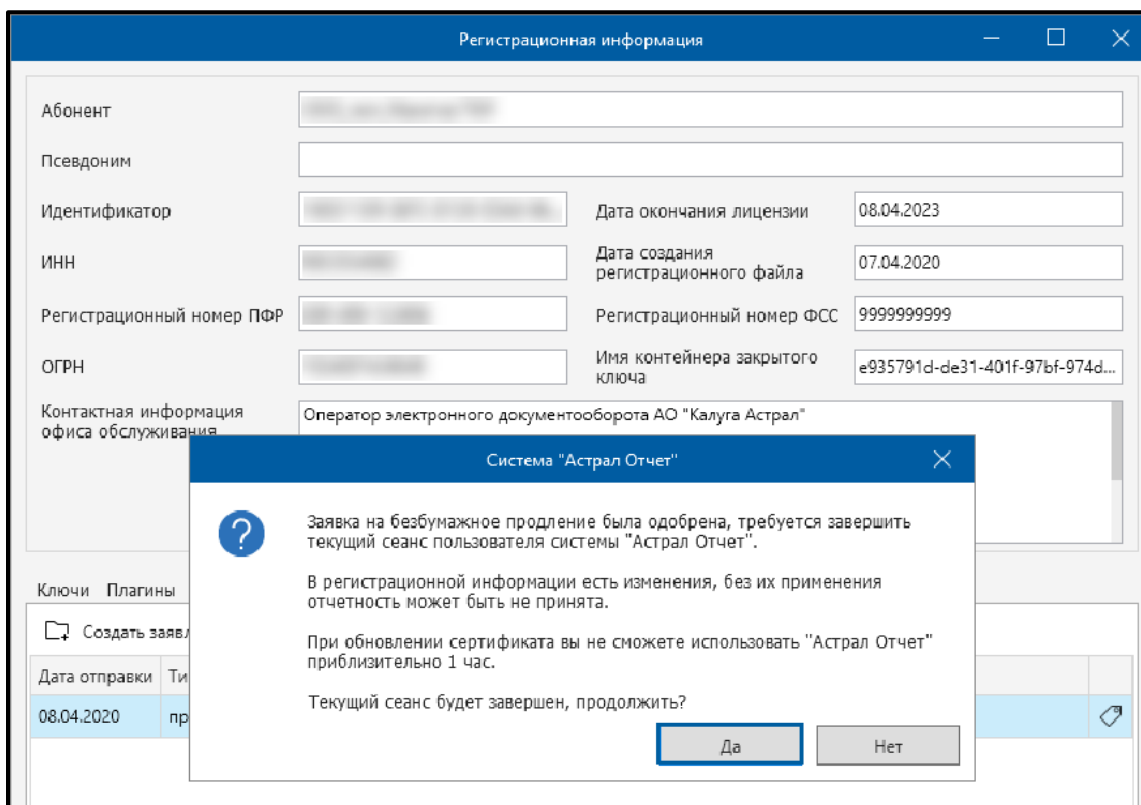 Регистрационная информация
Абонент
Псевдоним
Идентификатор
Дата окончания лицензии
08.04.2023
ИНН
Дата создания
регистрационного файла
07.04.2020
Регистрационный номер ПФР
Регистрационный номер ФСС
9999999999
ОГРН
Имя контейнера закрытого
ключа
e935791d-de31-401f-97bf-974d...
Контактная информация
офиса обслуживания
Оператор электронного документооборота АО "Калуга Астрал"
Система "Астрал Отчет"
Заявка на безбумажное продление была одобрена, требуется завершить
текущий сеанс пользователя системы "Астрал Отчет".
В регистрационной информации есть изменения, без их применения
отчетность может быть не принята.
При обновлении сертификата вы не сможете использовать "Астрал Отчет"
приблизительно 1 час.
Текущий сеанс будет завершен, продолжить?
Да
Нет
Ключи Плагины
Создать заявл
Дата отправки Ти
08.04.2020 пр